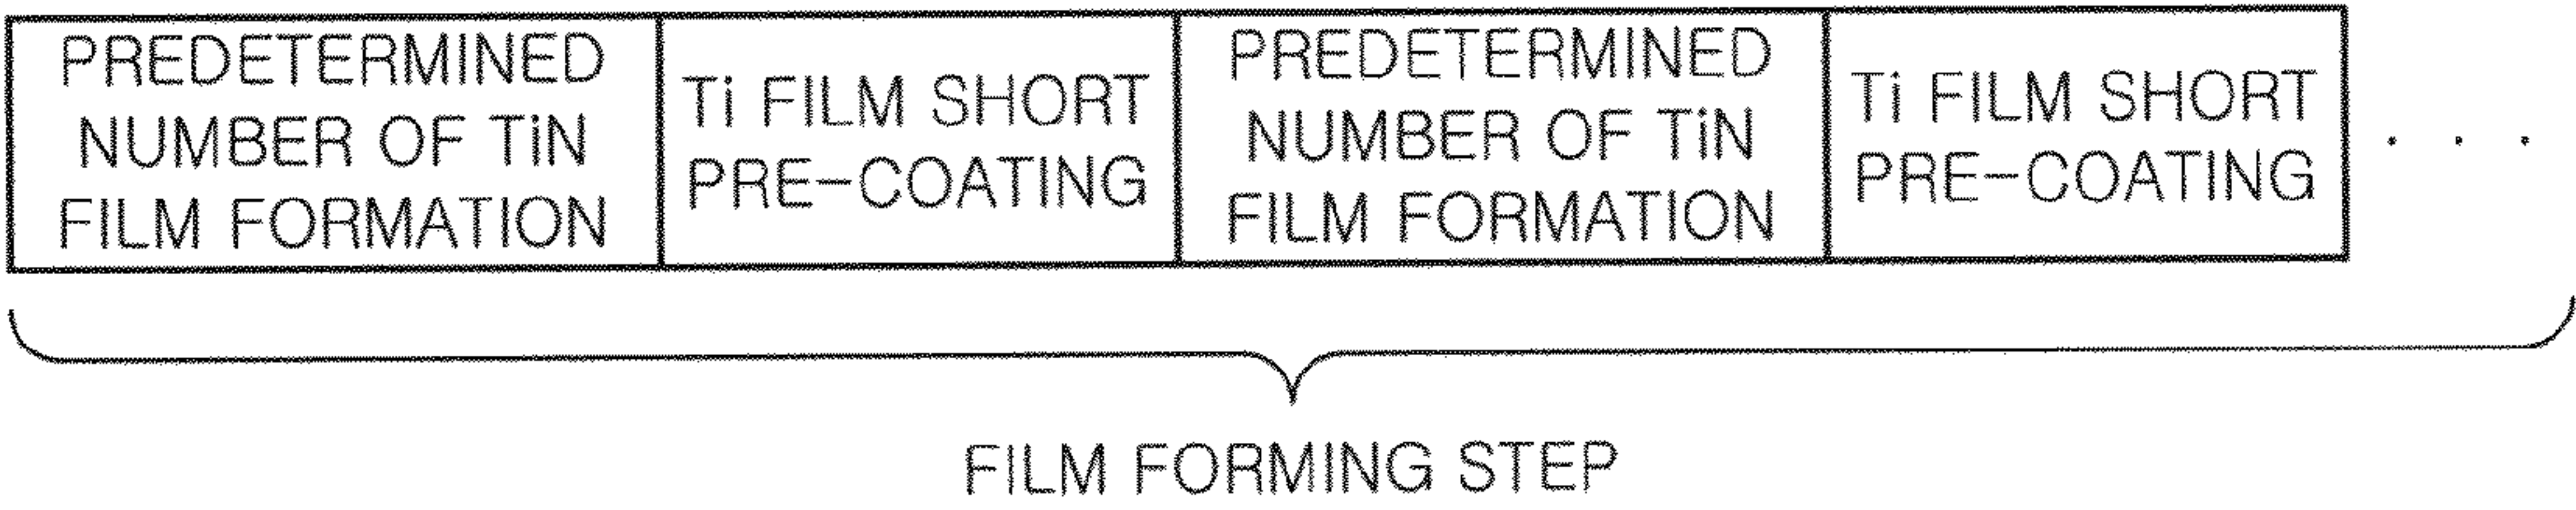 PREDETERMINED
NUMBER OF TiN
FILM FORMATION
Ti FILM SHORT
PRE-COATING
PREDETERMINED
NUMBER OF TiN
FILM FORMATION
Ti FILM SHORT
PRE-COATING
. . .
FILM FORMING STEP